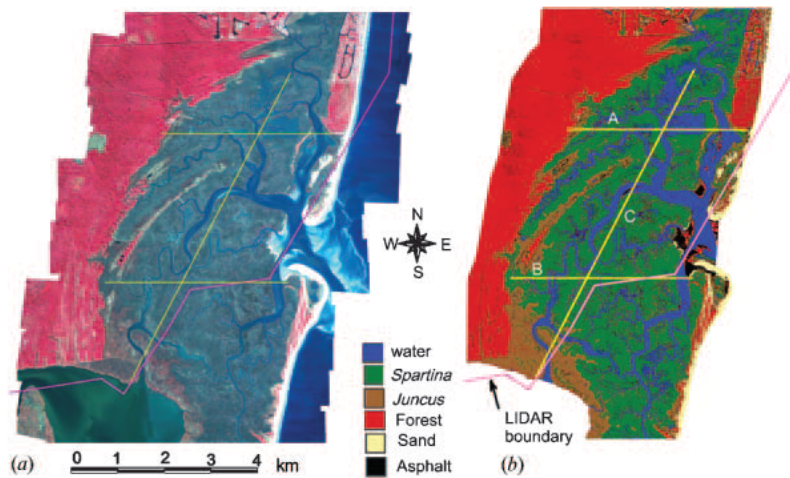 A
C
B
N
W E
S
water
Spartina
Juncus
Forest
Sand
Asphalt
LIDAR
boundary
(a)
0 1 2 3 4
km
(b)